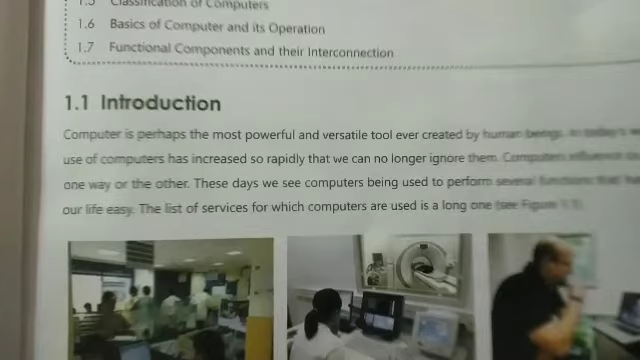 1.5 Classification of Computers
1.6 Basics of Computer and its Operation
1.7 Functional Components and their Interconnection
1.1 Introduction
Computer is perhaps the most powerful and versatile tool ever created by human beings. In today's
use of computers has increased so rapidly that we can no longer ignore them. Computers influence
one way or the other. These days we see computers being used to perform several functions that
our life easy. The list of services for which computers are used is a long one (see Figure 1.1)